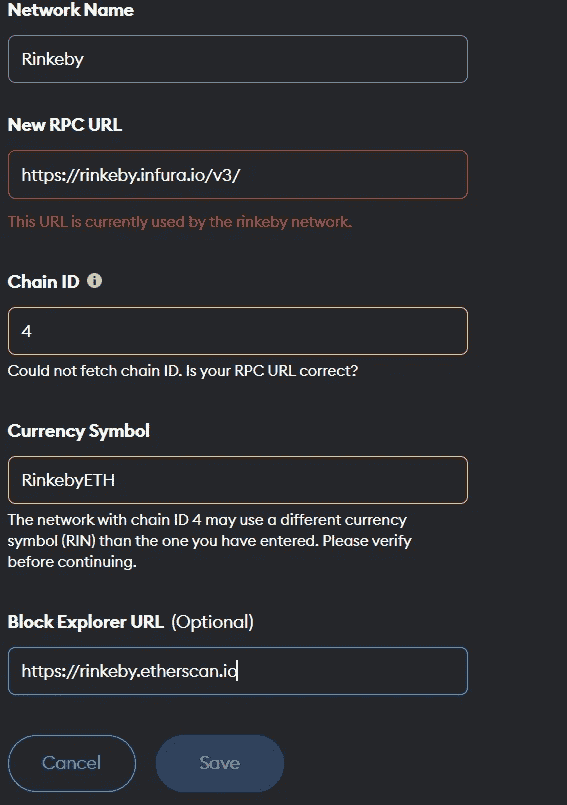 Network Name
Rinkeby
New RPC URL
https://rinkeby.infura.io/v3/
This URL is currently used by the rinkeby network.
Chain ID
4
Could not fetch chain ID. Is your RPC URL correct?
Currency Symbol
RinkebyETH
The network with chain ID 4 may use a different currency
symbol (RIN) than the one you have entered. Please verify
before continuing.
Block Explorer URL (Optional)
https://rinkeby.etherscan.io
Cancel Save